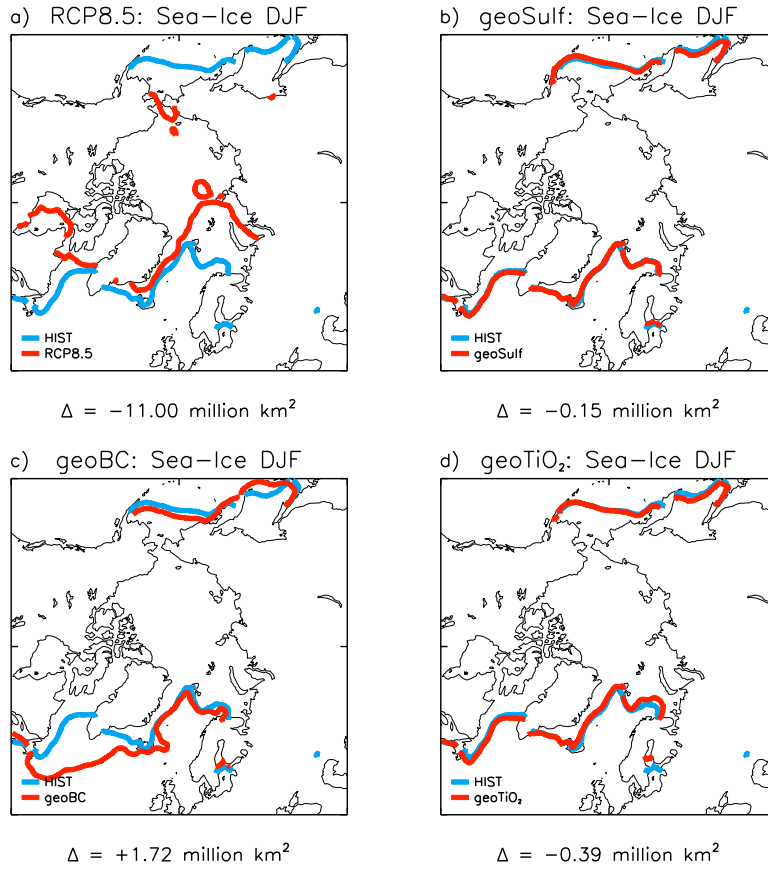 a) RCP8.5: Sea-Ice DJF
HIST
RCP8.5
Δ = -11.00 million km²
b) geoSulf: Sea-Ice DJF
HIST
geoSulf
Δ = -0.15 million km²
c) geoBC: Sea-Ice DJF
HIST
geoBC
Δ = +1.72 million km²
d) geoTiO₂: Sea-Ice DJF
HIST
geoTiO₂
Δ = -0.39 million km²